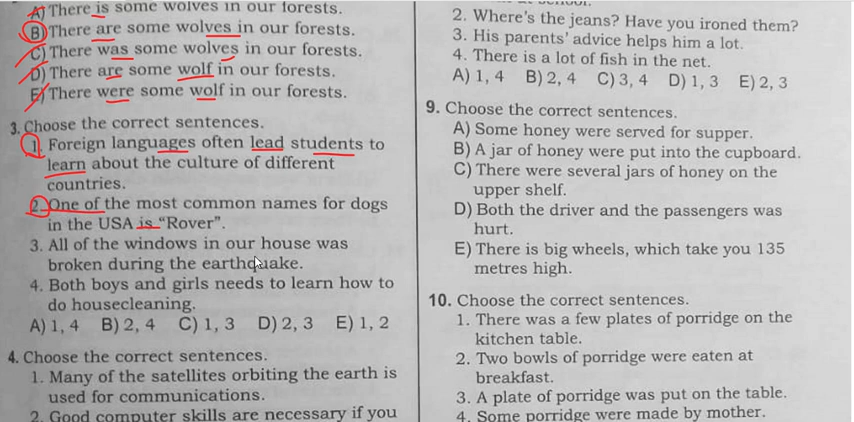 A) There is some wolves in our forests.
B) There are some wolves in our forests.
C) There was some wolves in our forests.
D) There are some wolf in our forests.
E) There were some wolf in our forests.
3. Choose the correct sentences.
1. Foreign languages often lead students to
learn about the culture of different
countries.
2. One of the most common names for dogs
in the USA is “Rover”.
3. All of the windows in our house was
broken during the earthquake.
4. Both boys and girls needs to learn how to
do housecleaning.
A) 1, 4 B) 2, 4 C) 1, 3 D) 2, 3 E) 1, 2
4. Choose the correct sentences.
1. Many of the satellites orbiting the earth is
used for communications.
2. Good computer skills are necessary if you
2. Where’s the jeans? Have you ironed them?
3. His parents’ advice helps him a lot.
4. There is a lot of fish in the net.
A) 1, 4 B) 2, 4 C) 3, 4 D) 1, 3 E) 2, 3
9. Choose the correct sentences.
A) Some honey were served for supper.
B) A jar of honey were put into the cupboard.
C) There were several jars of honey on the
upper shelf.
D) Both the driver and the passengers was
hurt.
E) There is big wheels, which take you 135
metres high.
10. Choose the correct sentences.
1. There was a few plates of porridge on the
kitchen table.
2. Two bowls of porridge were eaten at
breakfast.
3. A plate of porridge was put on the table.
4. Some porridge were made by mother.